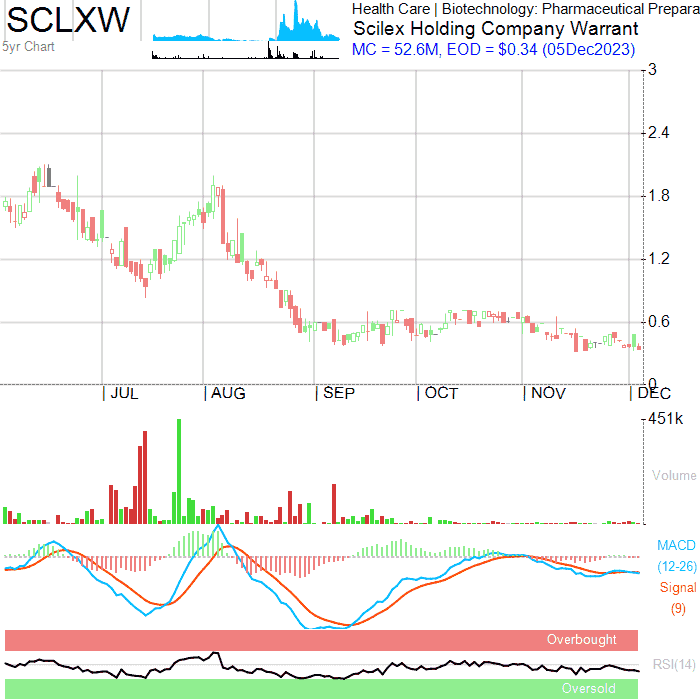 SCLXW
5yr Chart
Health Care | Biotechnology: Pharmaceutical Prepara
Scilex Holding Company Warrant
MC = 52.6M, EOD = $0.34 (05Dec2023)
3
2.4
1.8
1.2
0.6
0
| JUL | AUG | SEP | OCT | NOV | DEC
451k
Volume
MACD
(12-26)
Signal
(9)
Overbought
RSI(14)
Oversold